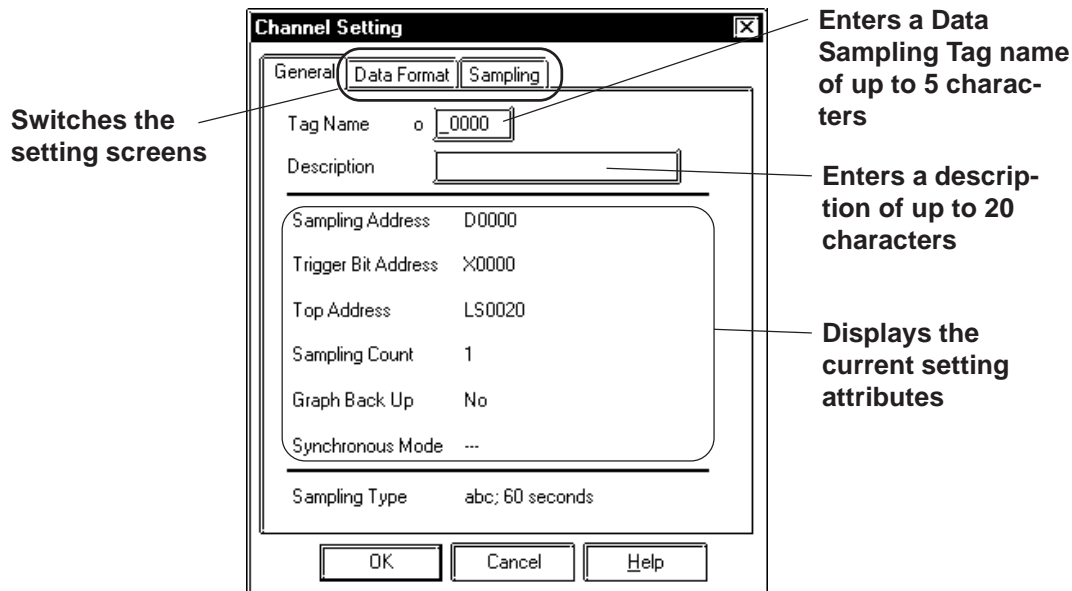 Channel Setting
General Data Format Sampling
Tag Name o _0000
Description
Sampling Address D0000
Trigger Bit Address X0000
Top Address LS0020
Sampling Count 1
Graph Back Up No
Synchronous Mode ---
Sampling Type abc; 60 seconds
OK Cancel Help
Switches the
setting screens
Enters a Data
Sampling Tag name
of up to 5 charac-
ters
Enters a descrip-
tion of up to 20
characters
Displays the
current setting
attributes